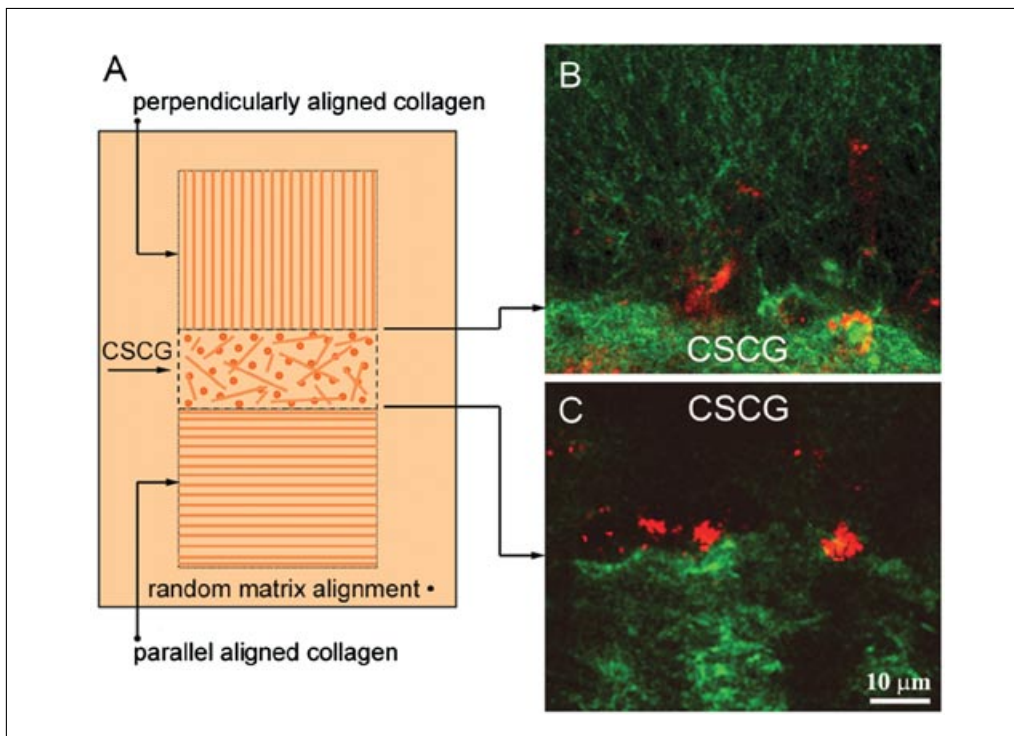 A
perpendicularly aligned collagen
CSCG
random matrix alignment •
parallel aligned collagen
B
CSCG
C
CSCG
10 μm